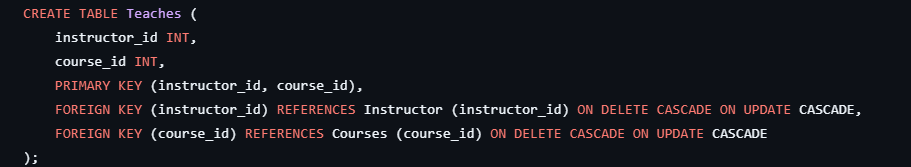 CREATE TABLE Teaches (
    instructor_id INT,
    course_id INT,
    PRIMARY KEY (instructor_id, course_id),
    FOREIGN KEY (instructor_id) REFERENCES Instructor (instructor_id) ON DELETE CASCADE ON UPDATE CASCADE,
    FOREIGN KEY (course_id) REFERENCES Courses (course_id) ON DELETE CASCADE ON UPDATE CASCADE
);